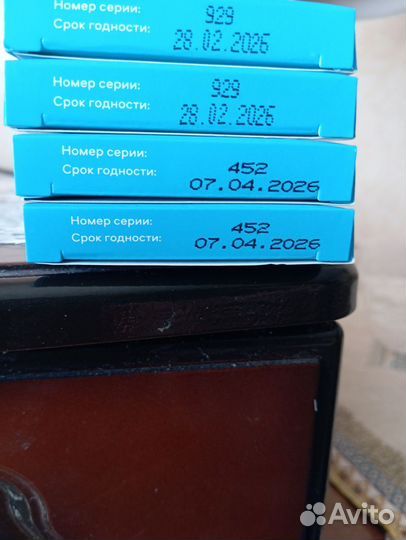 Номер серии: 929
Срок годности: 28.02.2026
Номер серии: 929
Срок годности: 28.02.2026
Номер серии: 452
Срок годности: 07.04.2026
Номер серии: 452
Срок годности: 07.04.2026
Avito